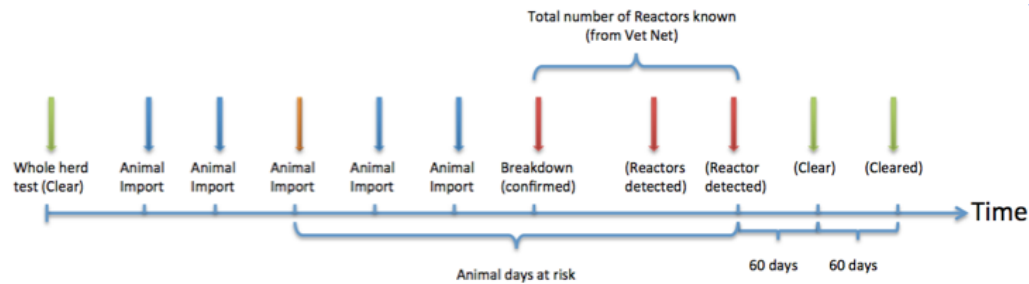 Total number of Reactors known
(from Vet Net)
Whole herd
test (Clear)
Animal
Import
Animal
Import
Animal
Import
Animal
Import
Animal
Import
Breakdown
(confirmed)
(Reactors
detected)
(Reactor
detected)
(Clear)
(Cleared)
Time
Animal days at risk
60 days
60 days